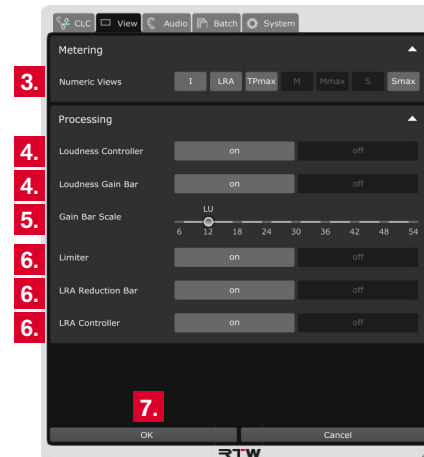 CLC View Audio Batch System
Metering
3. Numeric Views I LRA TPmax M Mmax S Smax
Processing
4. Loudness Controller on off
4. Loudness Gain Bar on off
LU
5. Gain Bar Scale
6 12 18 24 30 36 42 48 54
6. Limiter on off
6. LRA Reduction Bar on off
6. LRA Controller on off
7.
OK Cancel
RTW